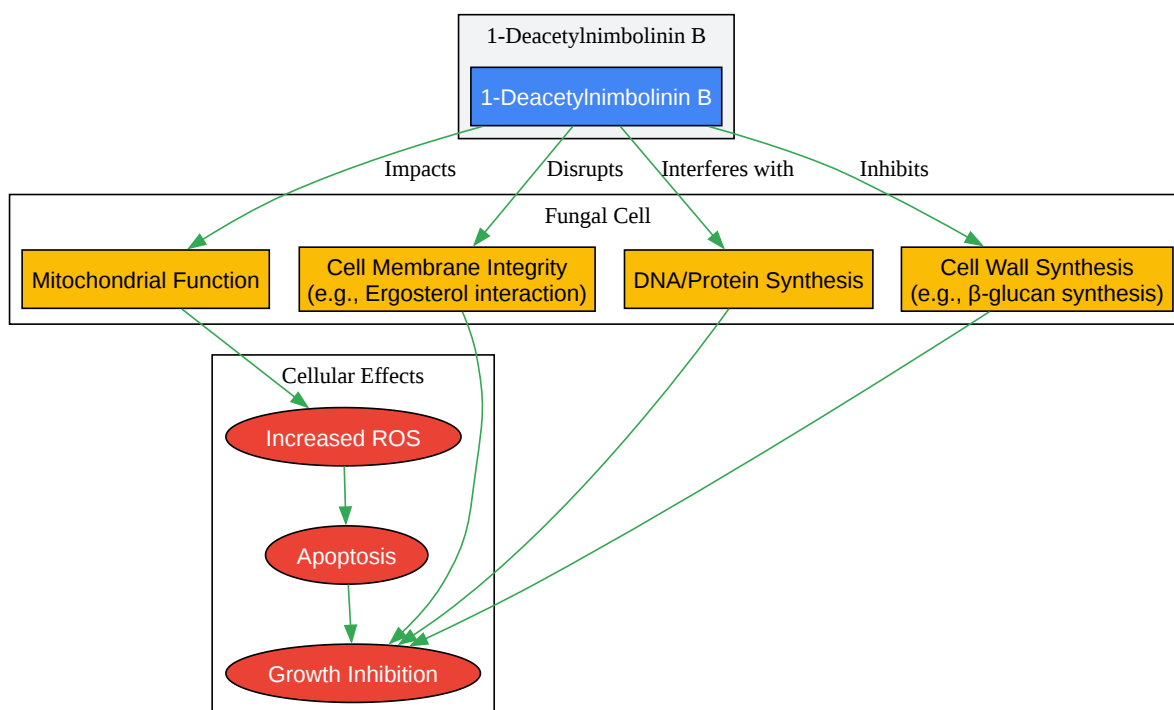 1-Deacetylnimbolinin B
1-Deacetylnimbolinin B
Impacts
Disrupts
Interferes with
Inhibits
Fungal Cell
Mitochondrial Function
Cell Membrane Integrity
(e.g., Ergosterol interaction)
DNA/Protein Synthesis
Cell Wall Synthesis
(e.g., β-glucan synthesis)
Cellular Effects
Increased ROS
Apoptosis
Growth Inhibition